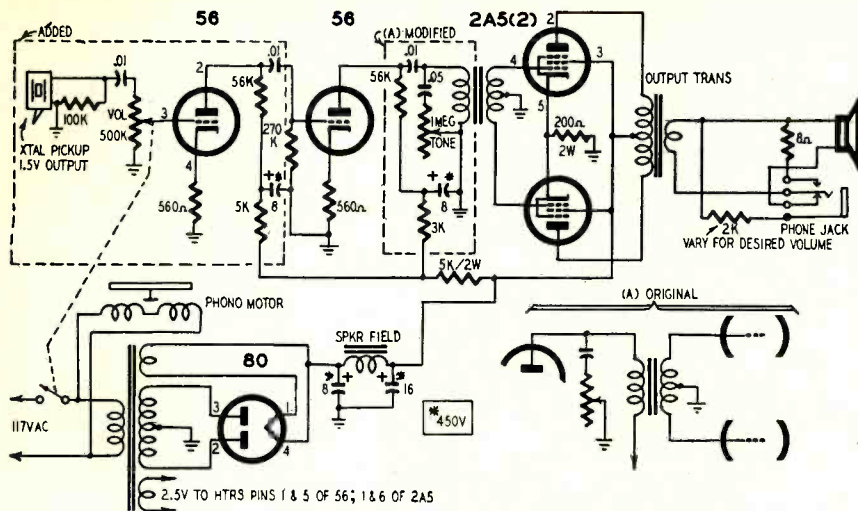 56
56
2A5(2)
ADDED
(A) MODIFIED
2
3
.01
.01
.01
.05
4
2
3
5
OUTPUT TRANS
56K
56K
1 MEG
TONE
VOL
500K
100K
XTAL PICKUP
1.5V OUTPUT
4
270
K
200Ω
2W
8Ω
560Ω
5K
+ *
8
560Ω
+ *
8
3K
2K
PHONE JACK
VARY FOR DESIRED VOLUME
5K/2W
PHONO MOTOR
(A) ORIGINAL
SPKR FIELD
80
3
2
1
4
*
8
+
+
*
16
*450V
117VAC
2.5V TO HTRS PINS 1 & 5 OF 56; 1 & 6 OF 2A5